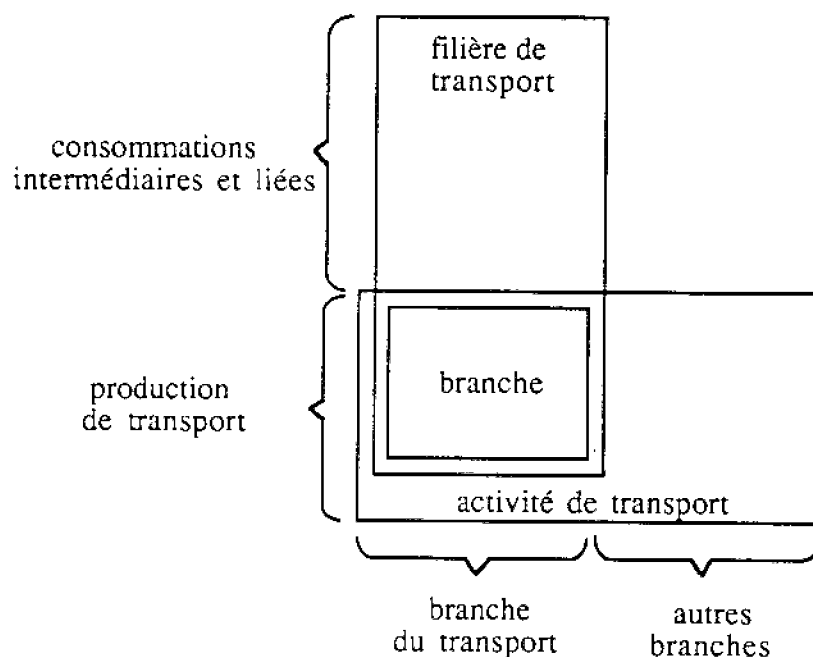 filière de
transport
consommations
intermédiaires et liées
production
de transport
branche
activité de transport
branche
du transport
autres
branches